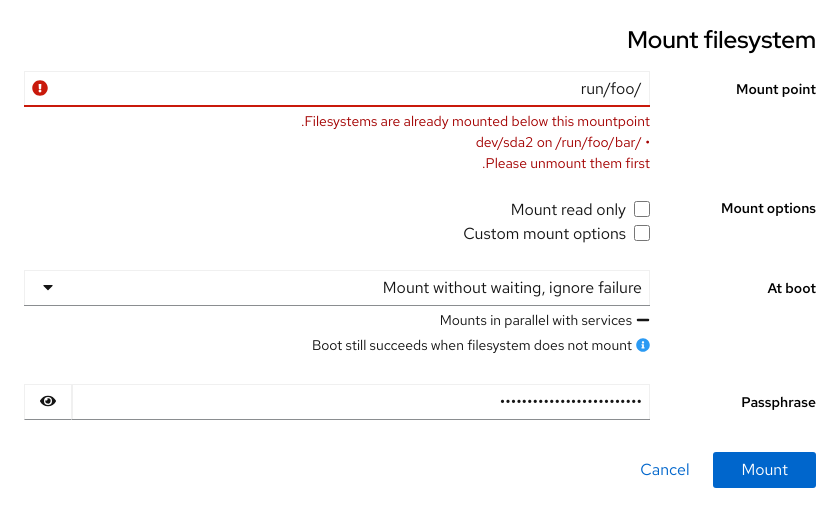 Mount filesystem
Mount point
run/foo/
.Filesystems are already mounted below this mountpoint
dev/sda2 on /run/foo/bar/ •
.Please unmount them first
Mount options
Mount read only
Custom mount options
At boot
Mount without waiting, ignore failure
Mounts in parallel with services
Boot still succeeds when filesystem does not mount
Passphrase
••••••••••••••••••••••••••
Cancel
Mount